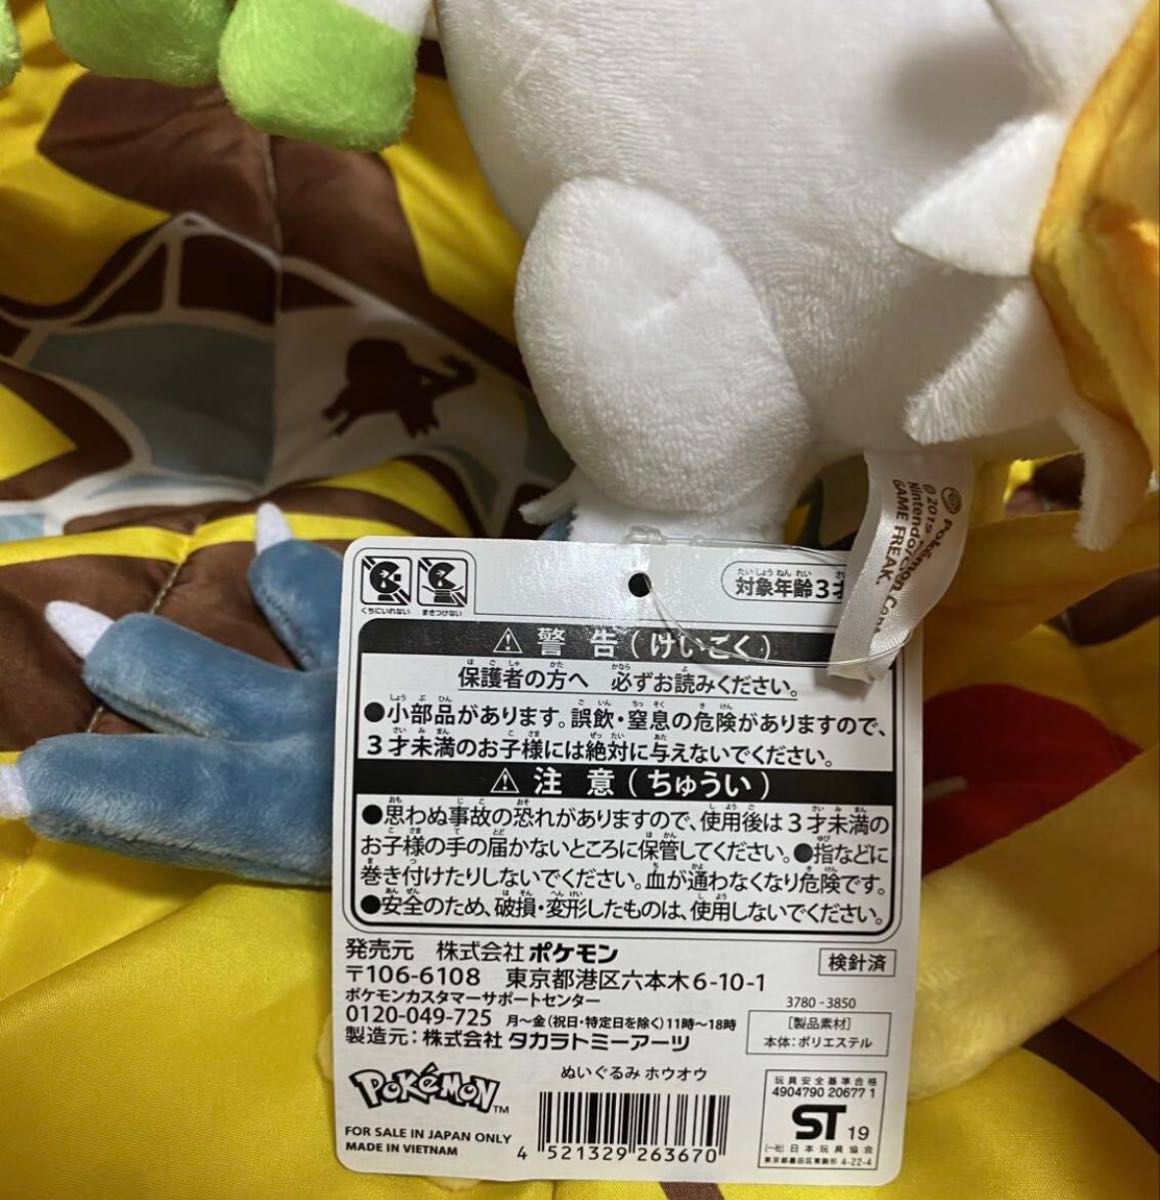 くちにいれない まきつけない
対象年齢3才
©2019 Pokémon.
Nintendo/
GAME FREAK.
⚠警告(けいこく)
保護者の方へ 必ずお読みください。
●小部品があります。誤飲・窒息の危険がありますので、
3才未満のお子様には絶対に与えないでください。
⚠注意(ちゅうい)
●思わぬ事故の恐れがありますので、使用後は3才未満の
お子様の手の届かないところに保管してください。●指などに
巻き付けたりしないでください。血が通わなくなり危険です。
●安全のため、破損・変形したものは、使用しないでください。
発売元 株式会社 ポケモン
検針済
〒106-6108 東京都港区六本木6-10-1
ポケモンカスタマーサポートセンター
0120-049-725 月〜金(祝日・特定日を除く)11時〜18時
製造元：株式会社 タカラトミーアーツ
3780-3850
[製品素材]
本体：ポリエステル
POKéMON™
FOR SALE IN JAPAN ONLY
MADE IN VIETNAM
ぬいぐるみ ホウオウ
4 521329 263670
玩具安全基準合格
4904790 20677 1
ST 19
(一社)日本玩具協会
東京都墨田区東駒形 4-22-4